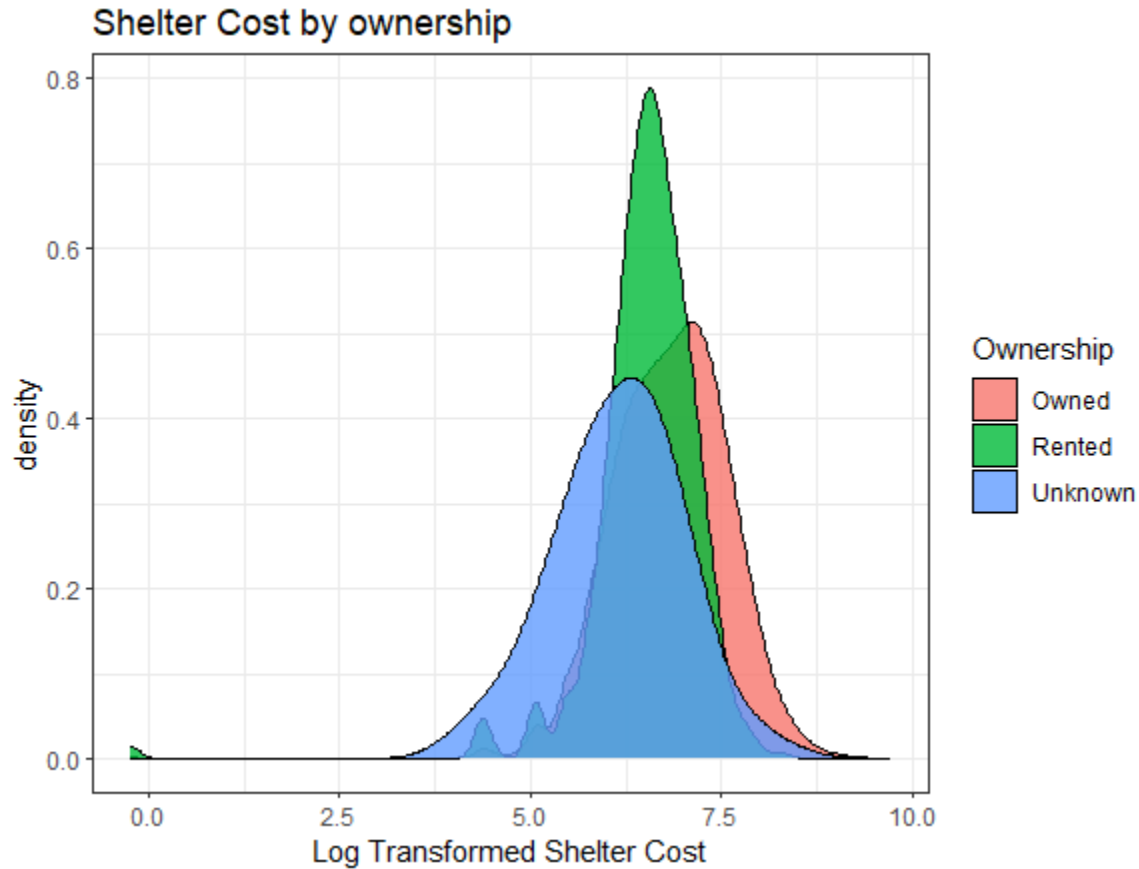 Shelter Cost by ownership
0.8
0.6
0.4
0.2
0.0
density
0.0 2.5 5.0 7.5 10.0
Log Transformed Shelter Cost
Ownership
Owned
Rented
Unknown